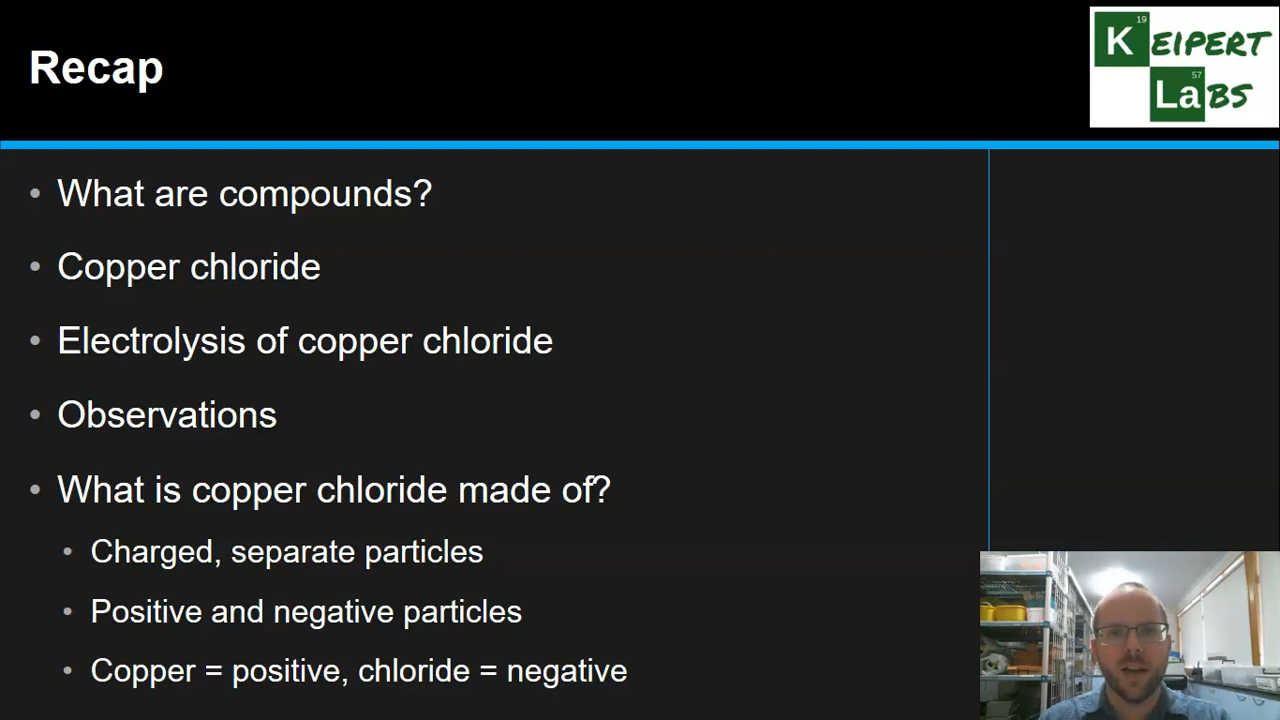 Recap
19
KEIPERT
57
LaBS
• What are compounds?
• Copper chloride
• Electrolysis of copper chloride
• Observations
• What is copper chloride made of?
• Charged, separate particles
• Positive and negative particles
• Copper = positive, chloride = negative